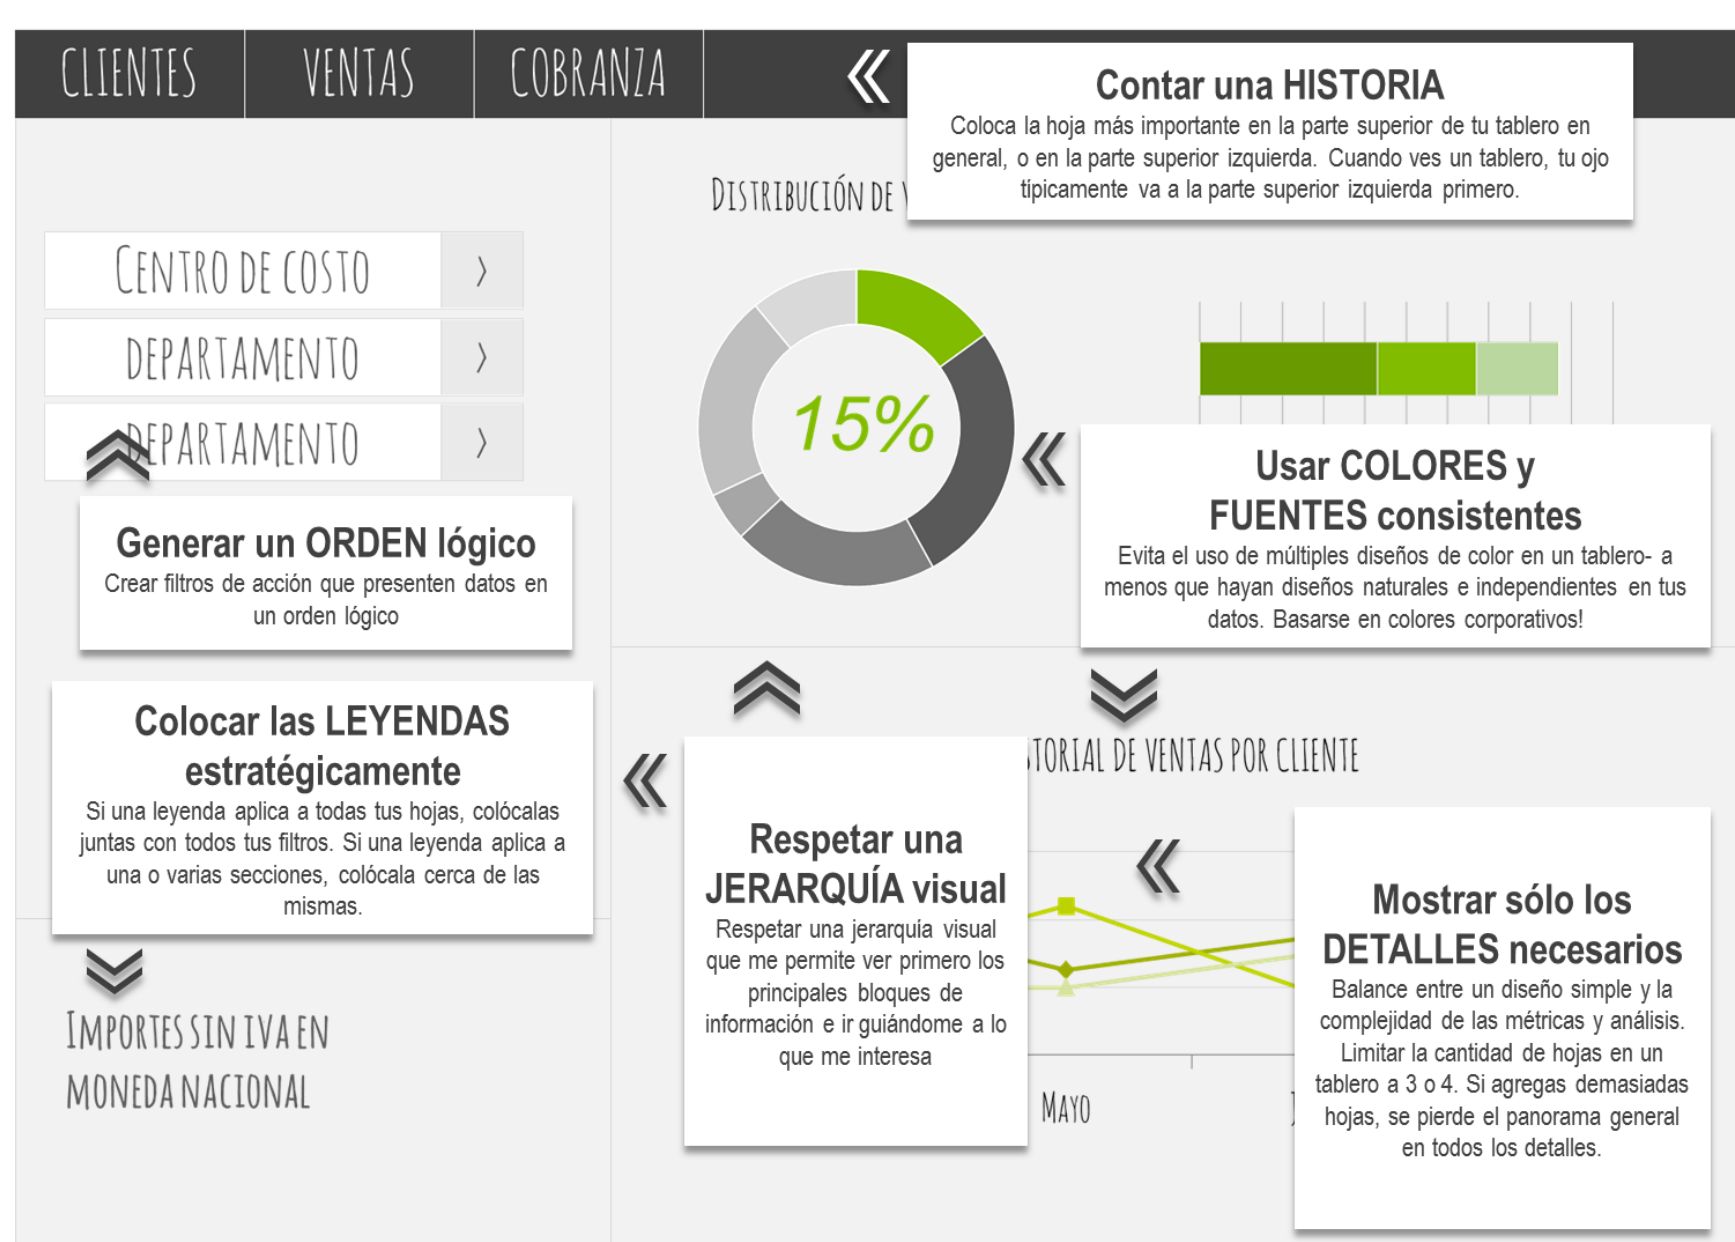 CLIENTES
VENTAS
COBRANZA
Contar una HISTORIA
Coloca la hoja más importante en la parte superior de tu tablero en
general, o en la parte superior izquierda. Cuando ves un tablero, tu ojo
típicamente va a la parte superior izquierda primero.
DISTRIBUCIÓN DE
CENTRO DE COSTO
DEPARTAMENTO
DEPARTAMENTO
15%
Generar un ORDEN lógico
Crear filtros de acción que presenten datos en
un orden lógico
Usar COLORES y
FUENTES consistentes
Evita el uso de múltiples diseños de color en un tablero- a
menos que hayan diseños naturales e independientes en tus
datos. Basarse en colores corporativos!
Colocar las LEYENDAS
estratégicamente
Si una leyenda aplica a todas tus hojas, colócalas
juntas con todos tus filtros. Si una leyenda aplica a
una o varias secciones, colócala cerca de las
mismas.
TORIAL DE VENTAS POR CLIENTE
Respetar una
JERARQUÍA visual
Respetar una jerarquía visual
que me permite ver primero los
principales bloques de
información e ir guiándome a lo
que me interesa
Mostrar sólo los
DETALLES necesarios
Balance entre un diseño simple y la
complejidad de las métricas y análisis.
Limitar la cantidad de hojas en un
tablero a 3 o 4. Si agregas demasiadas
hojas, se pierde el panorama general
en todos los detalles.
IMPORTES SIN IVA EN
MONEDA NACIONAL
MAYO